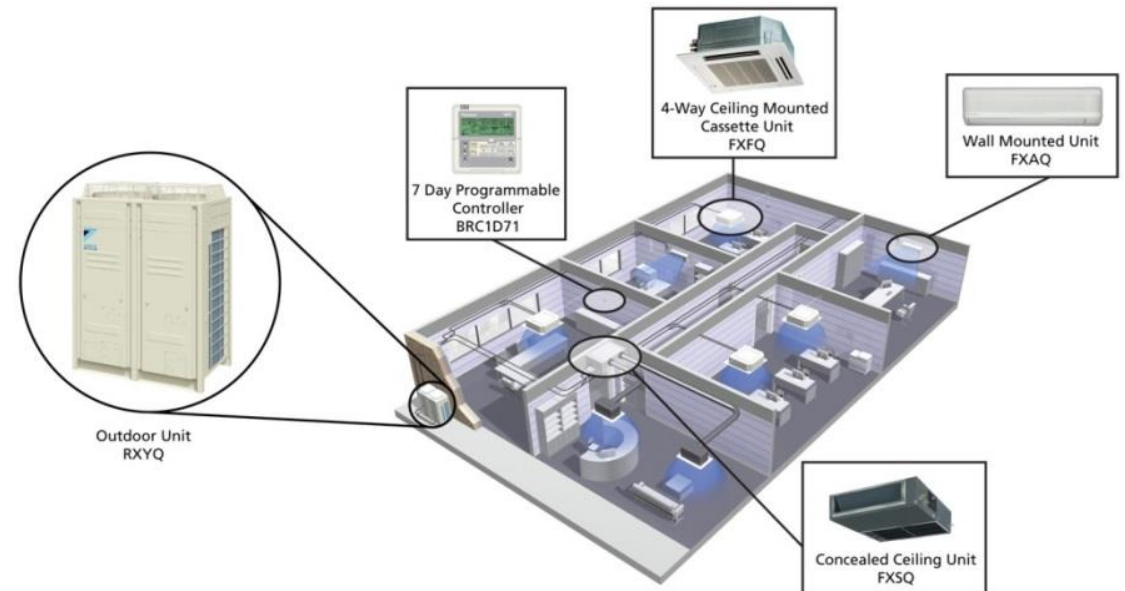 4-Way Ceiling Mounted
Cassette Unit
FXFQ
Wall Mounted Unit
FXAQ
7 Day Programmable
Controller
BRC1D71
Outdoor Unit
RXYQ
Concealed Ceiling Unit
FXSQ